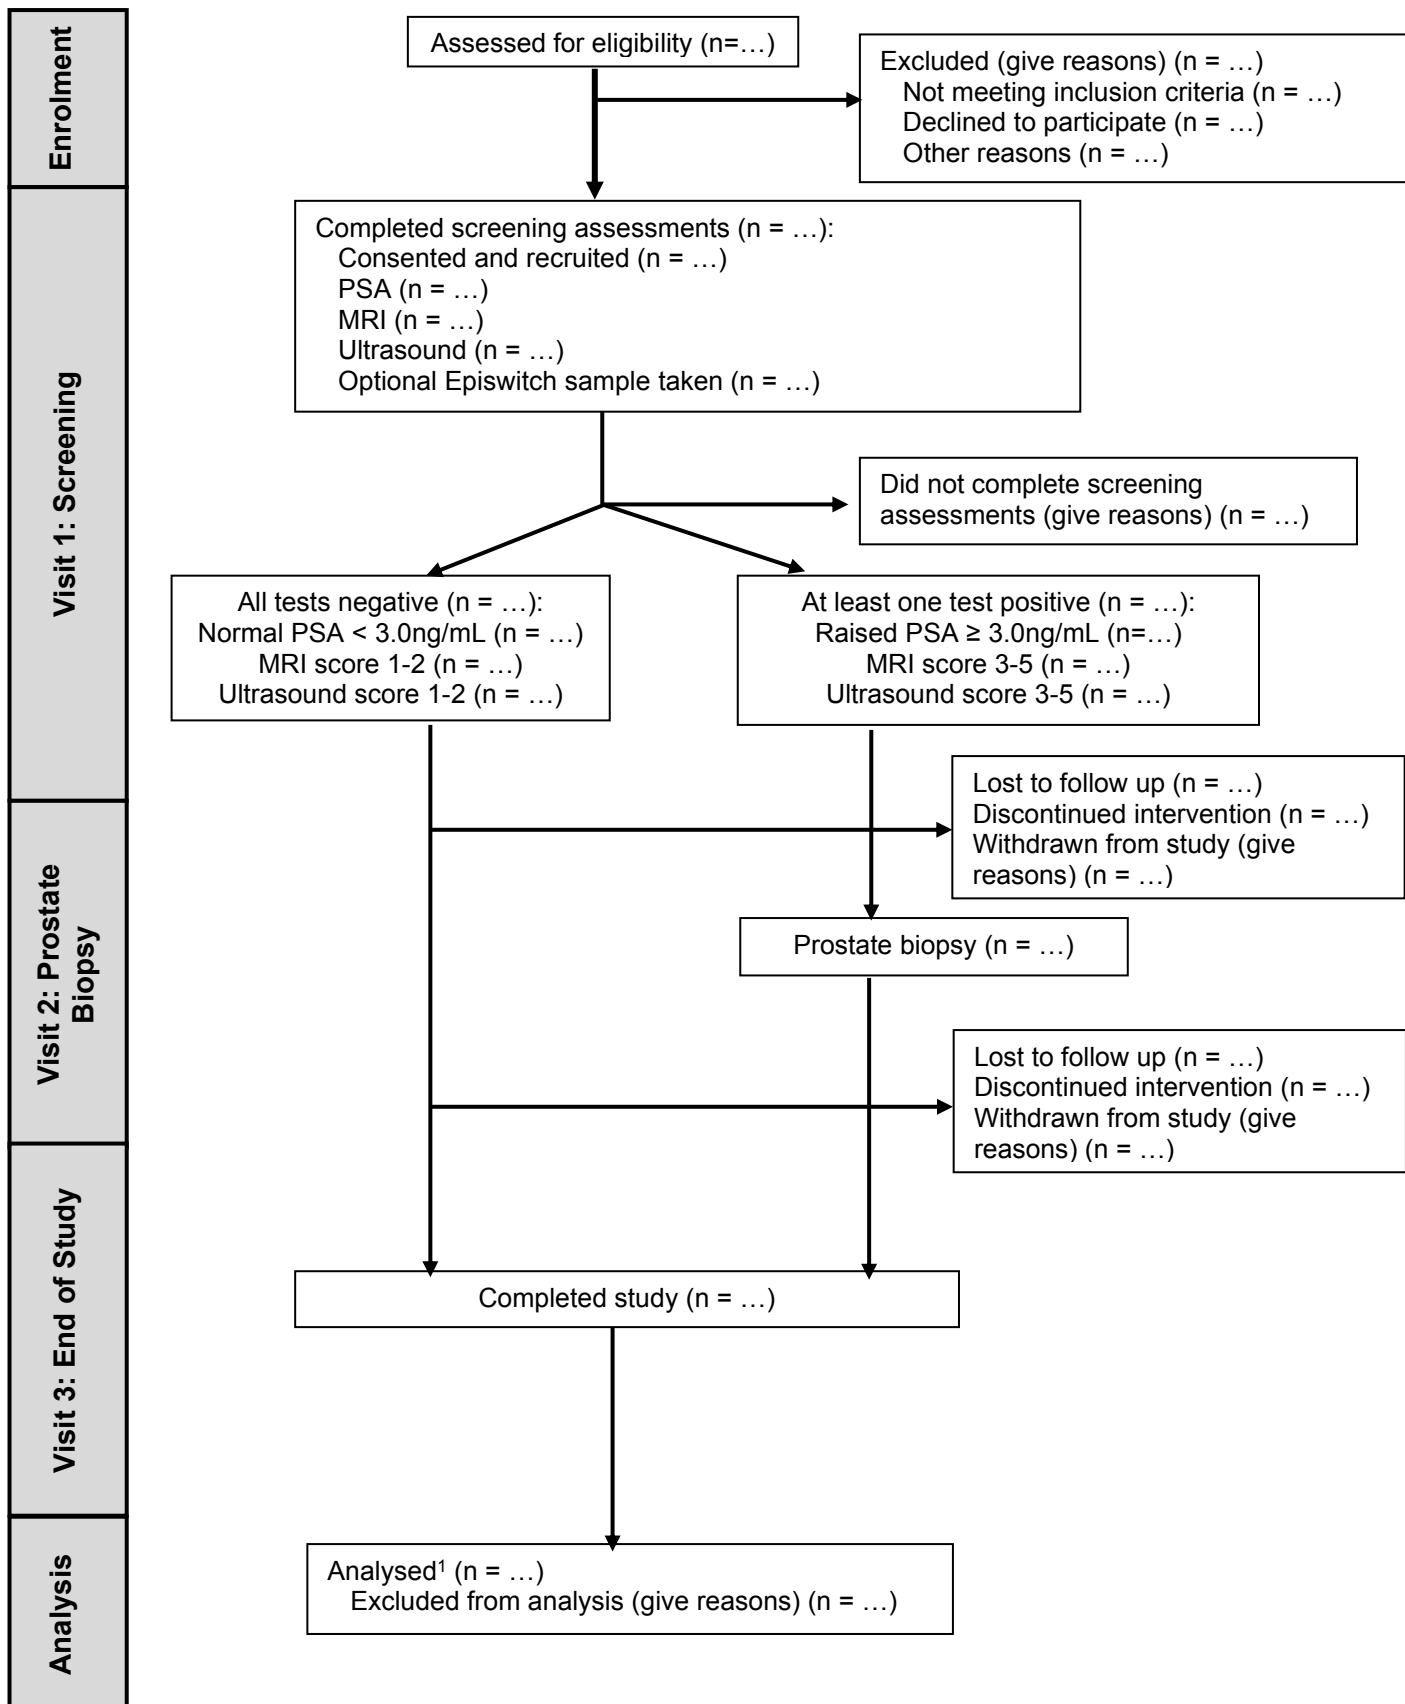 Enrolment
Assessed for eligibility (n=…)
Excluded (give reasons) (n = …)
Not meeting inclusion criteria (n = …)
Declined to participate (n = …)
Other reasons (n = …)
Visit 1: Screening
Completed screening assessments (n = …):
Consented and recruited (n = …)
PSA (n = …)
MRI (n = …)
Ultrasound (n = …)
Optional Episwitch sample taken (n = …)
Did not complete screening
assessments (give reasons) (n = …)
All tests negative (n = …):
Normal PSA < 3.0ng/mL (n = …)
MRI score 1-2 (n = …)
Ultrasound score 1-2 (n = …)
At least one test positive (n = …):
Raised PSA ≥ 3.0ng/mL (n=…)
MRI score 3-5 (n = …)
Ultrasound score 3-5 (n = …)
Lost to follow up (n = …)
Discontinued intervention (n = …)
Withdrawn from study (give
reasons) (n = …)
Visit 2: Prostate
Biopsy
Prostate biopsy (n = …)
Lost to follow up (n = …)
Discontinued intervention (n = …)
Withdrawn from study (give
reasons) (n = …)
Visit 3: End of Study
Completed study (n = …)
Analysis
Analysed¹ (n = …)
Excluded from analysis (give reasons) (n = …)